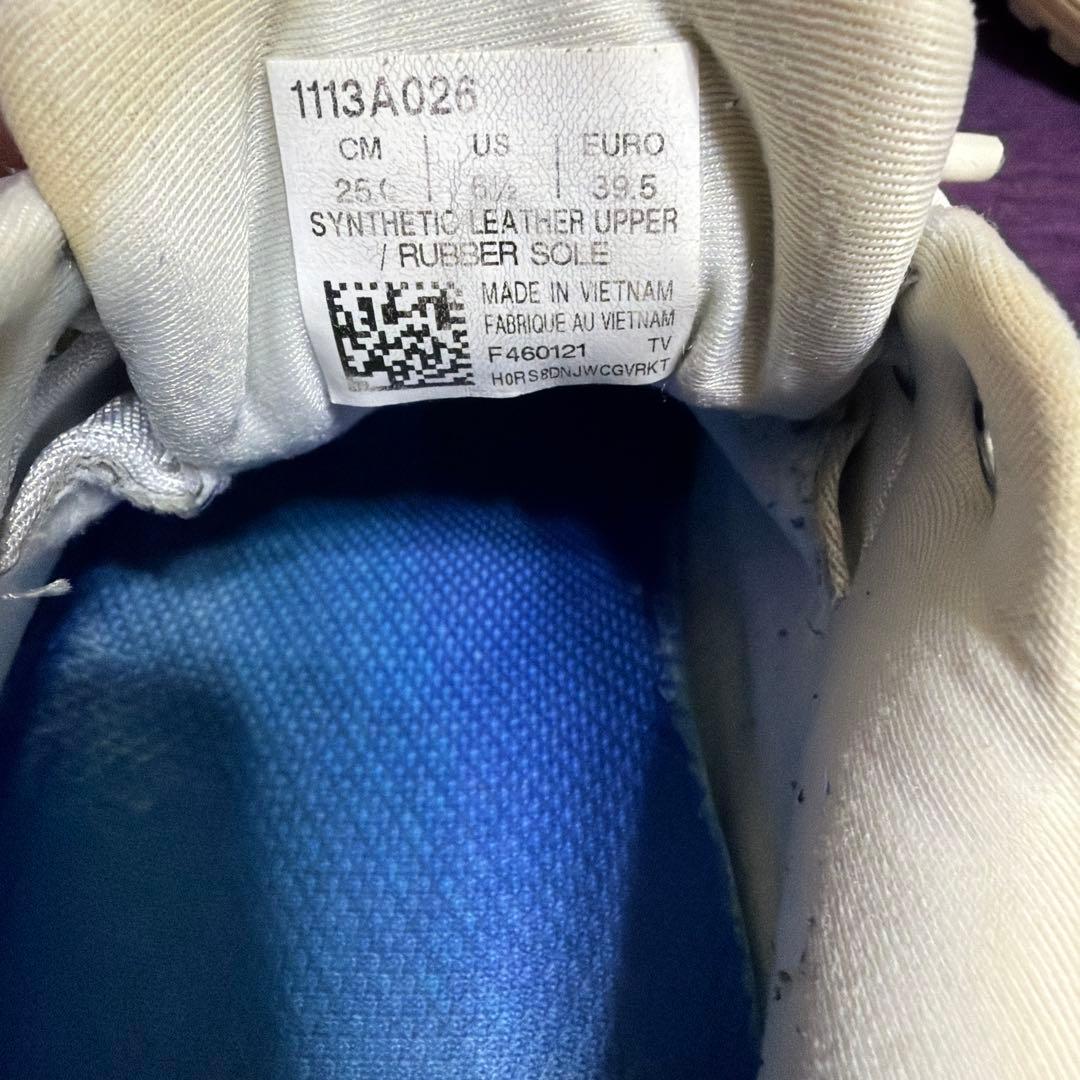 1113A026
CM | US | EURO
25. | 6½ | 39.5
SYNTHETIC LEATHER UPPER
/ RUBBER SOLE
MADE IN VIETNAM
FABRIQUE AU VIETNAM
F460121 TV
H0RS8DNJWCGVRKT